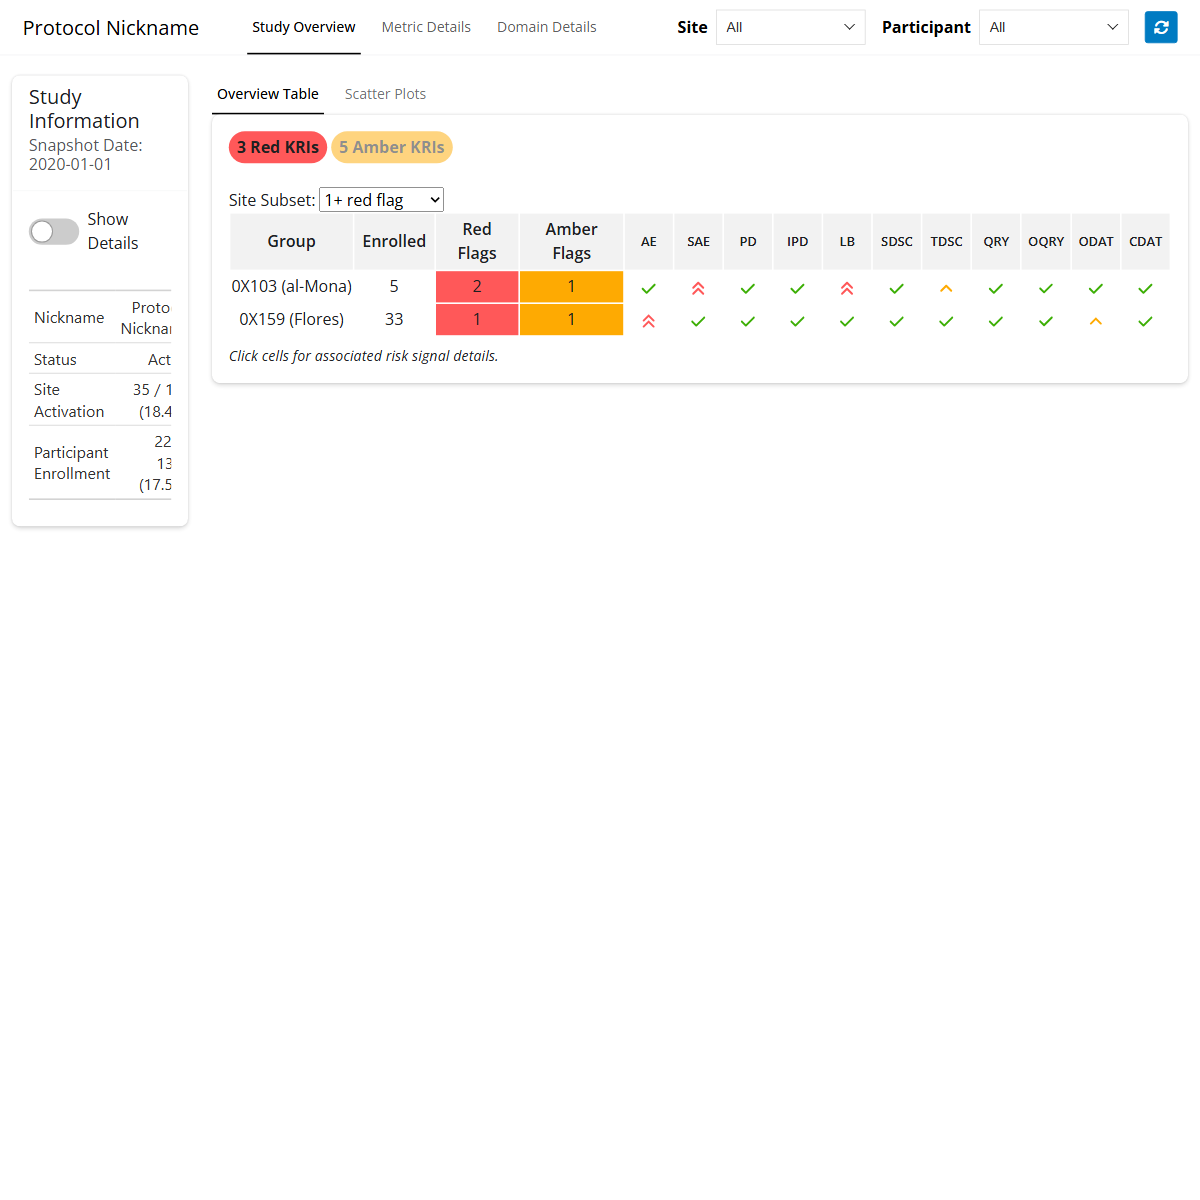 Protocol Nickname
Study Overview
Metric Details
Domain Details
Site
All
Participant
All
Study
Information
Snapshot Date:
2020-01-01
Show
Details
Nickname
Status
Site
Activation
35 / 1
(18.4
Participant
Enrollment
22
13
(17.5
Overview Table
Scatter Plots
3 Red KRIs
5 Amber KRIs
Site Subset: 1+ red flag
Group Enrolled Red Flags Amber Flags AE SAE PD IPD LB SDSC TDSC QRY OQRY ODAT CDAT
0X103 (al-Mona) 5 2 1
0X159 (Flores) 33 1 1
Click cells for associated risk signal details.